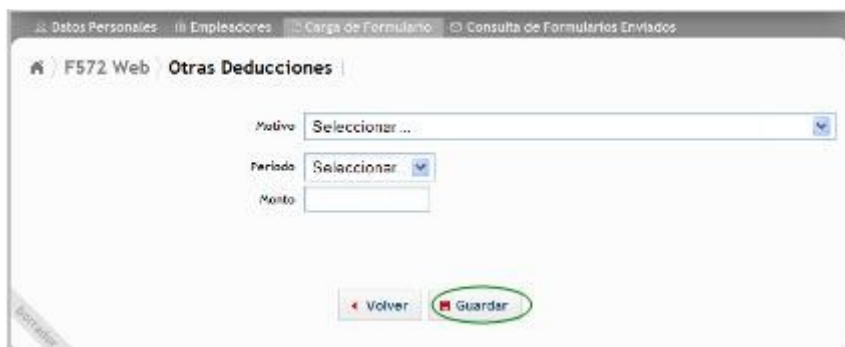 Datos Personales Empleadores Carga de Formulario Consulta de Formularios Enviados
F572 Web Otras Deducciones
Motivo Seleccionar ...
Periodo Seleccionar
Monto
Volver Guardar
borrador